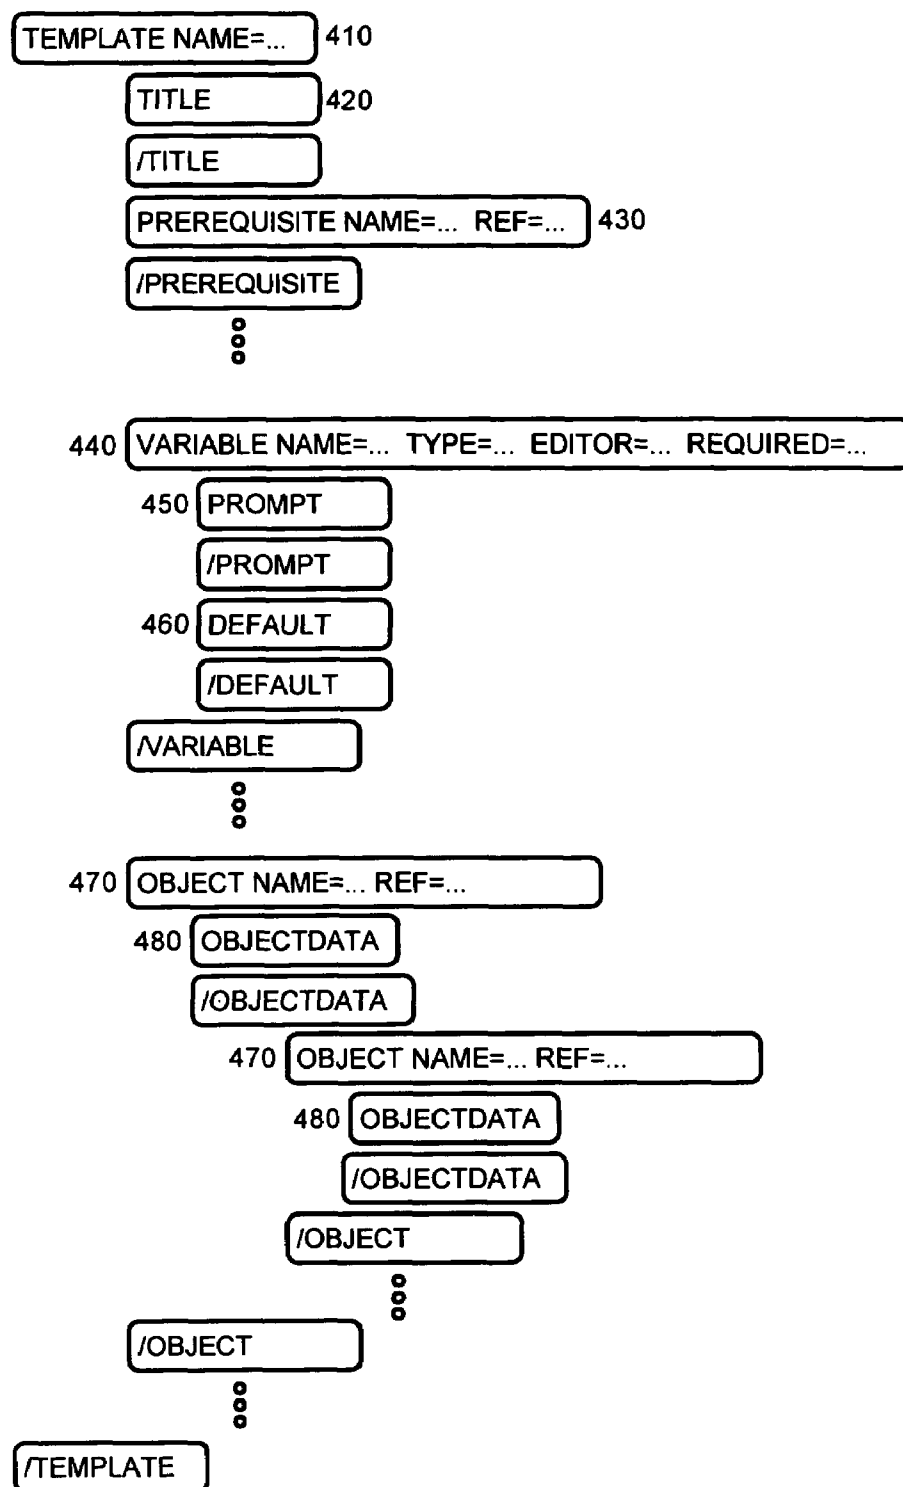 TEMPLATE NAME=... 410
TITLE 420
/TITLE
PREREQUISITE NAME=... REF=... 430
/PREREQUISITE
440 VARIABLE NAME=... TYPE=... EDITOR=... REQUIRED=...
450 PROMPT
/PROMPT
460 DEFAULT
/DEFAULT
/VARIABLE
470 OBJECT NAME=... REF=...
480 OBJECTDATA
/OBJECTDATA
470 OBJECT NAME=... REF=...
480 OBJECTDATA
/OBJECTDATA
/OBJECT
/OBJECT
/TEMPLATE